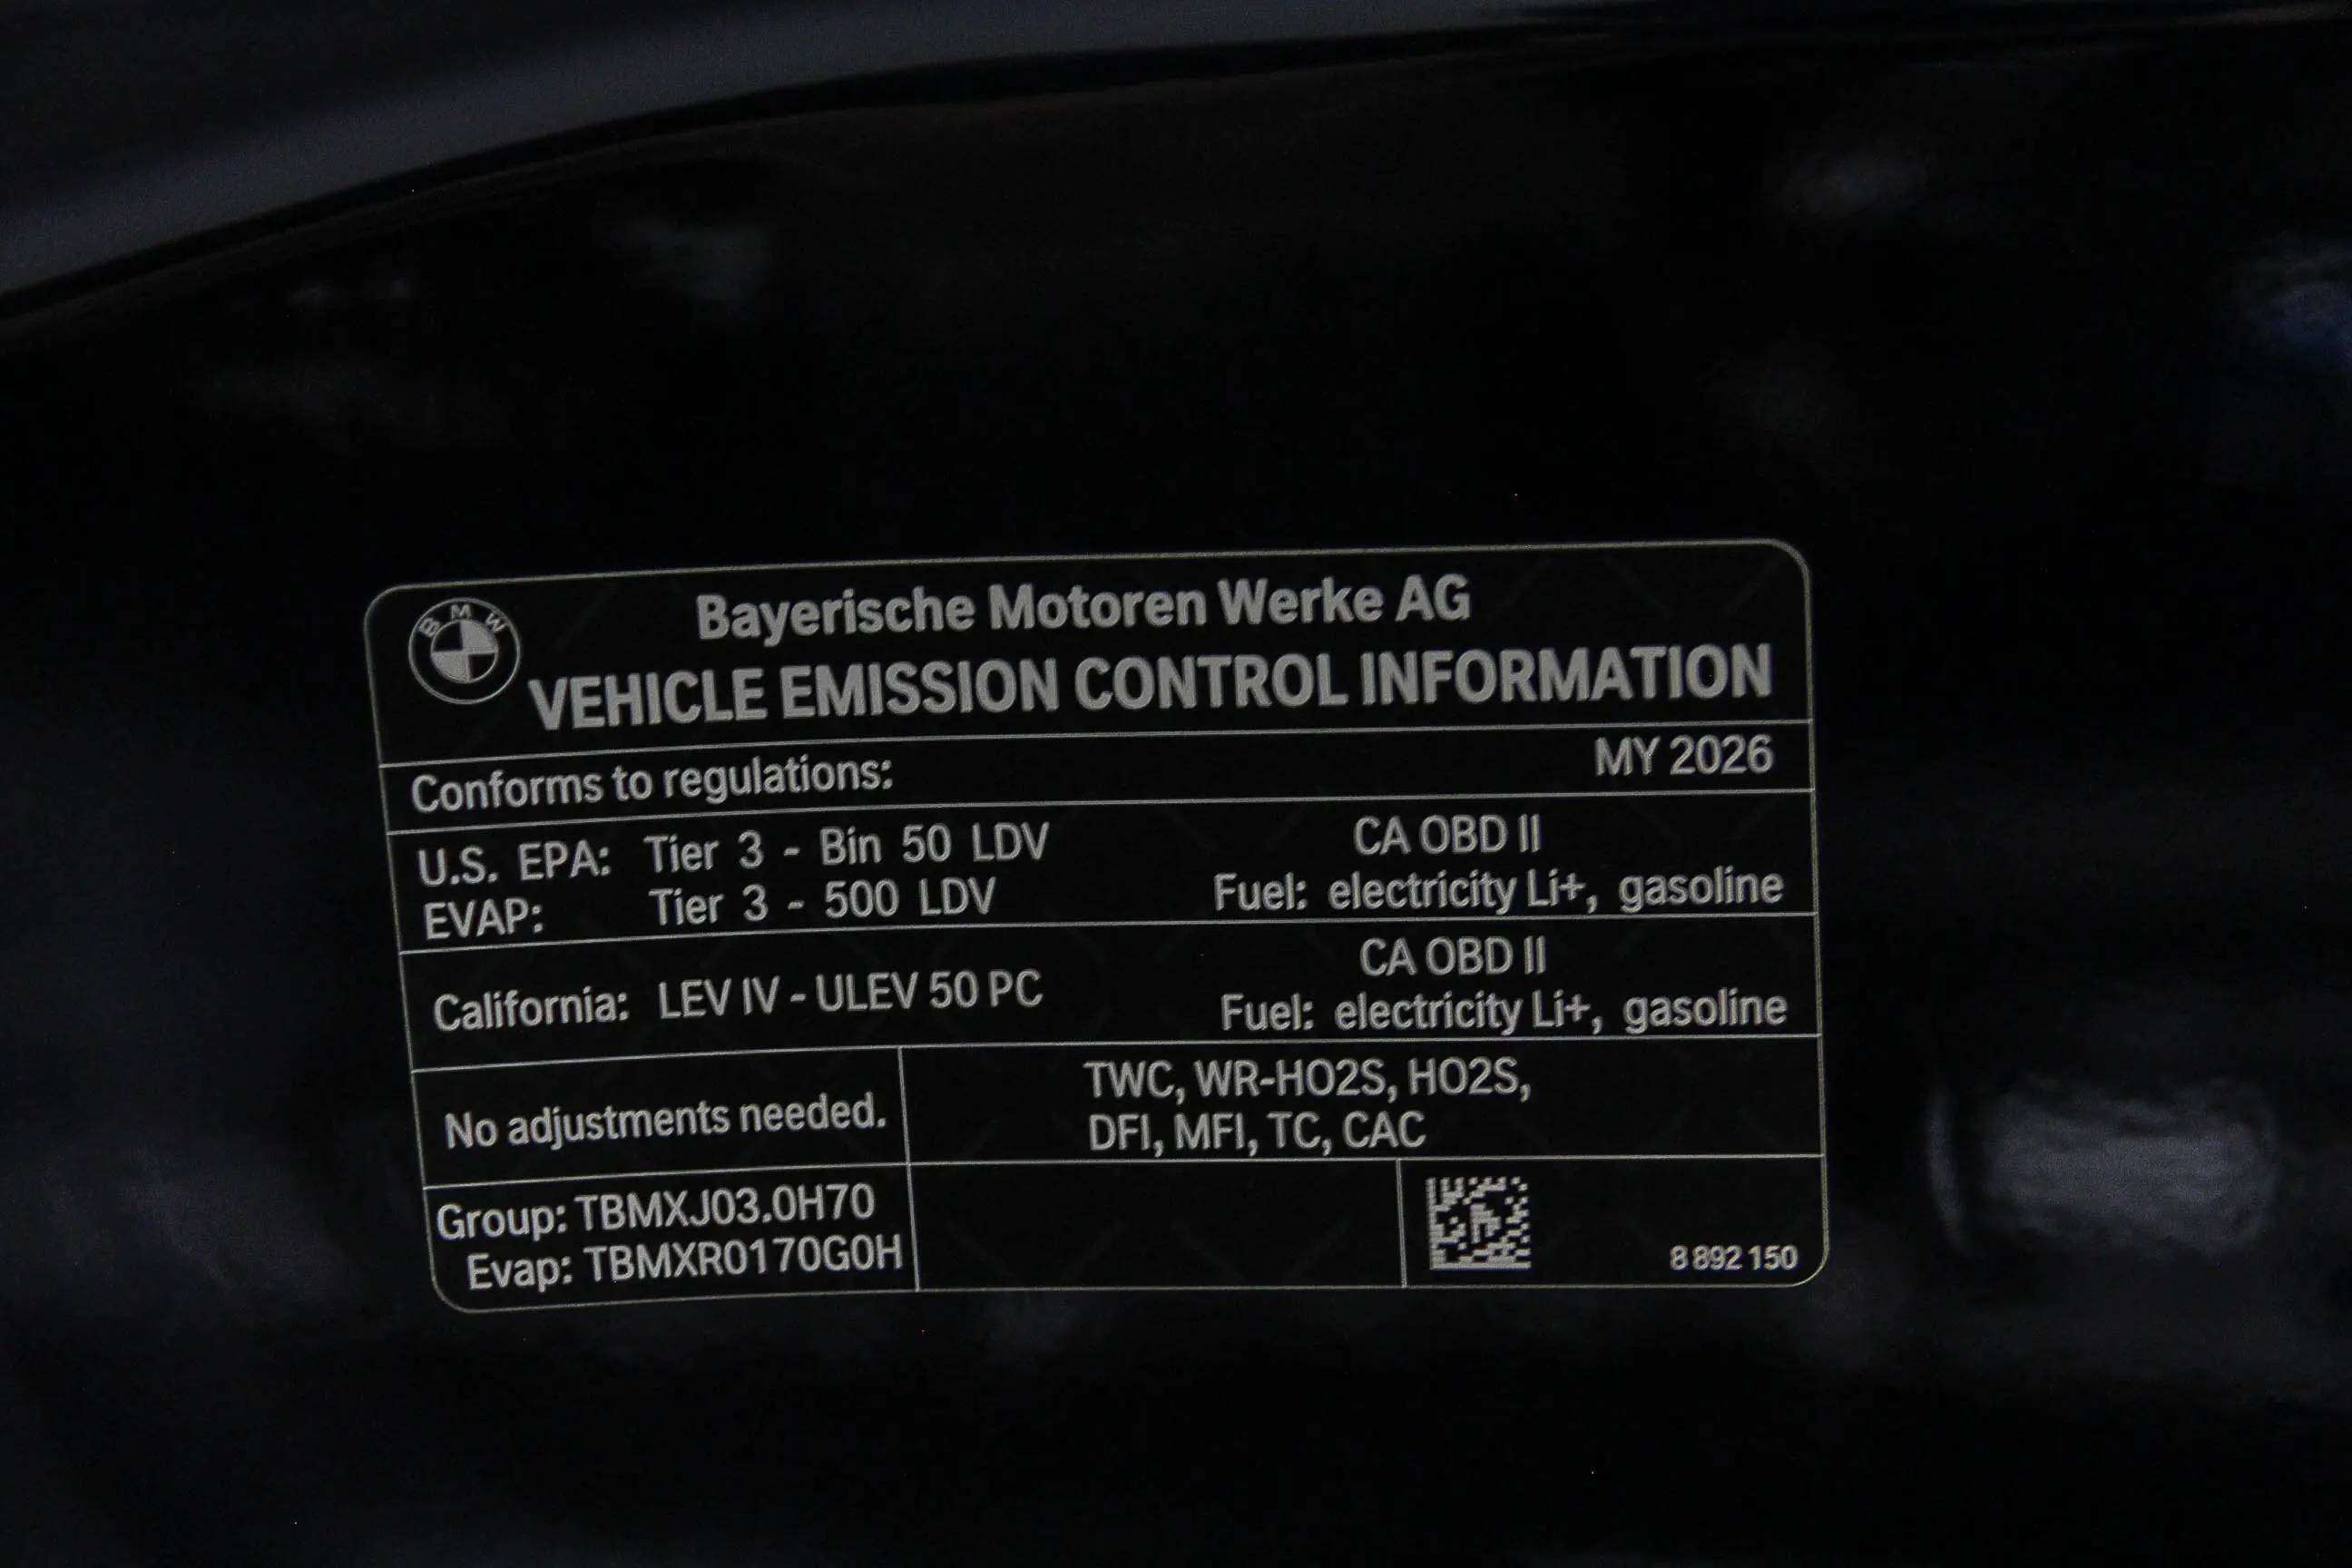 BMW
Bayerische Motoren Werke AG
VEHICLE EMISSION CONTROL INFORMATION
Conforms to regulations: MY 2026
U.S. EPA: Tier 3 - Bin 50 LDV CA OBD II
EVAP: Tier 3 - 500 LDV Fuel: electricity Li+, gasoline
CA OBD II
California: LEV IV - ULEV 50 PC Fuel: electricity Li+, gasoline
No adjustments needed. TWC, WR-HO2S, HO2S,
DFI, MFI, TC, CAC
Group: TBMXJ03.0H70
Evap: TBMXR0170G0H 8 892 150